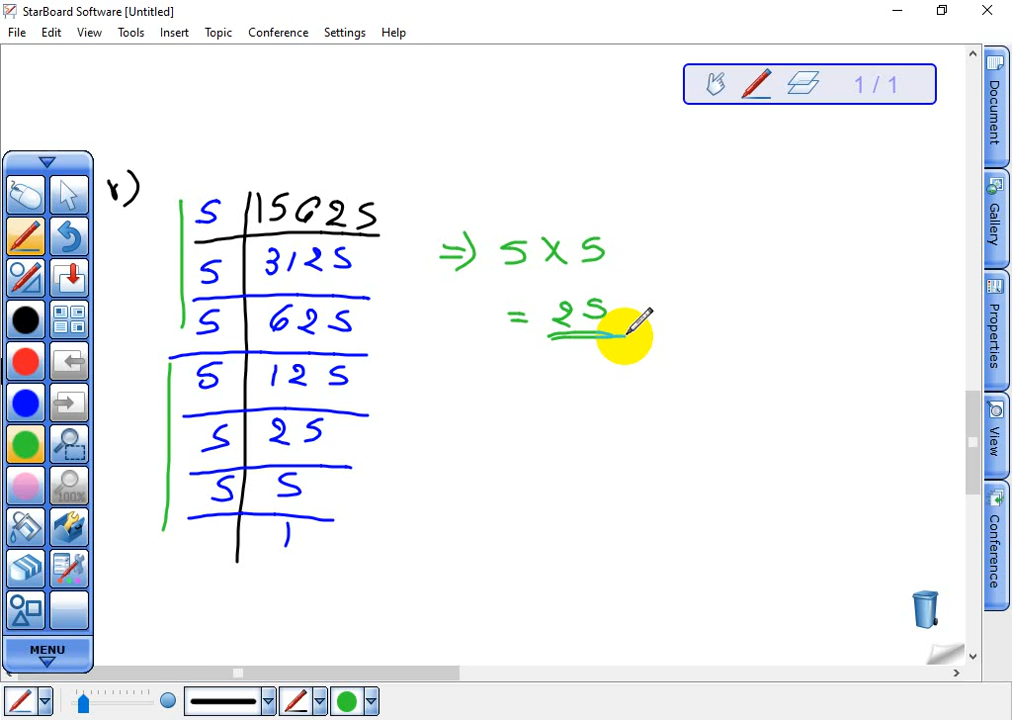 StarBoard Software [Untitled]
File Edit View Tools Insert Topic Conference Settings Help
1 / 1
Document
Gallery
Properties
View
Conference
v)
5 | 15625
5 | 3125
5 | 625
5 | 125
5 | 25
5 | 5
1
=> 5 X 5
= 25
100%
MENU